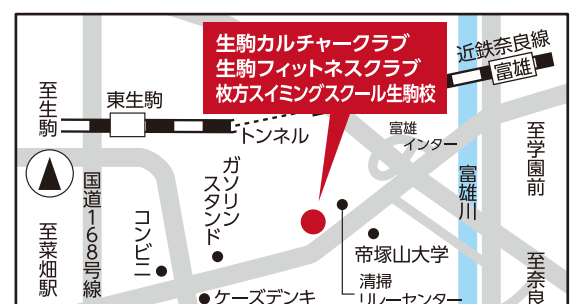 生駒カルチャークラブ
生駒フィットネスクラブ
枚方スイミングスクール生駒校
近鉄奈良線
富雄
至生駒
東生駒
トンネル
富雄
インター
至学園前
ガソリン
スタンド
国道168号線
コンビニ
富雄川
至菜畑駅
帝塚山大学
至奈良
清掃
リレーセンター
ケーズデンキ